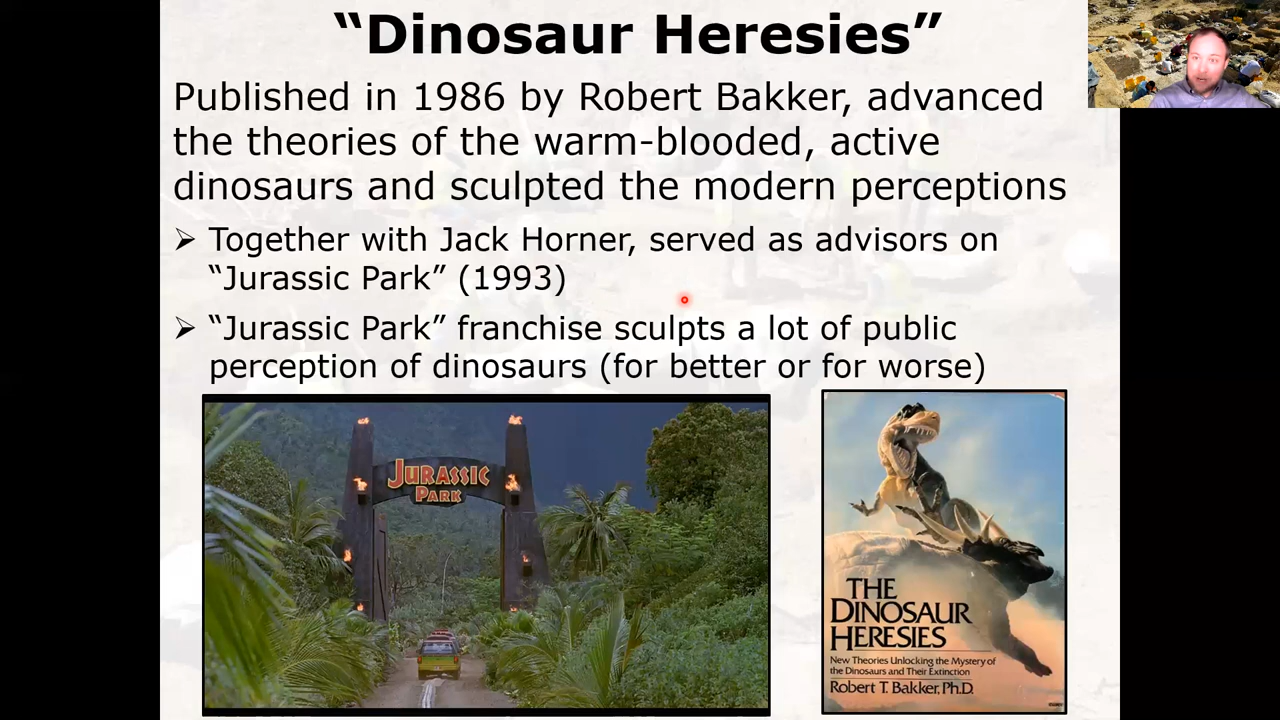 “Dinosaur Heresies”
Published in 1986 by Robert Bakker, advanced
the theories of the warm-blooded, active
dinosaurs and sculpted the modern perceptions
➢ Together with Jack Horner, served as advisors on
“Jurassic Park” (1993)
➢ “Jurassic Park” franchise sculpts a lot of public
perception of dinosaurs (for better or for worse)
JURASSIC
PARK
THE
DINOSAUR
HERESIES
New Theories Unlocking the Mystery of
the Dinosaurs and Their Extinction
Robert T. Bakker, Ph.D.